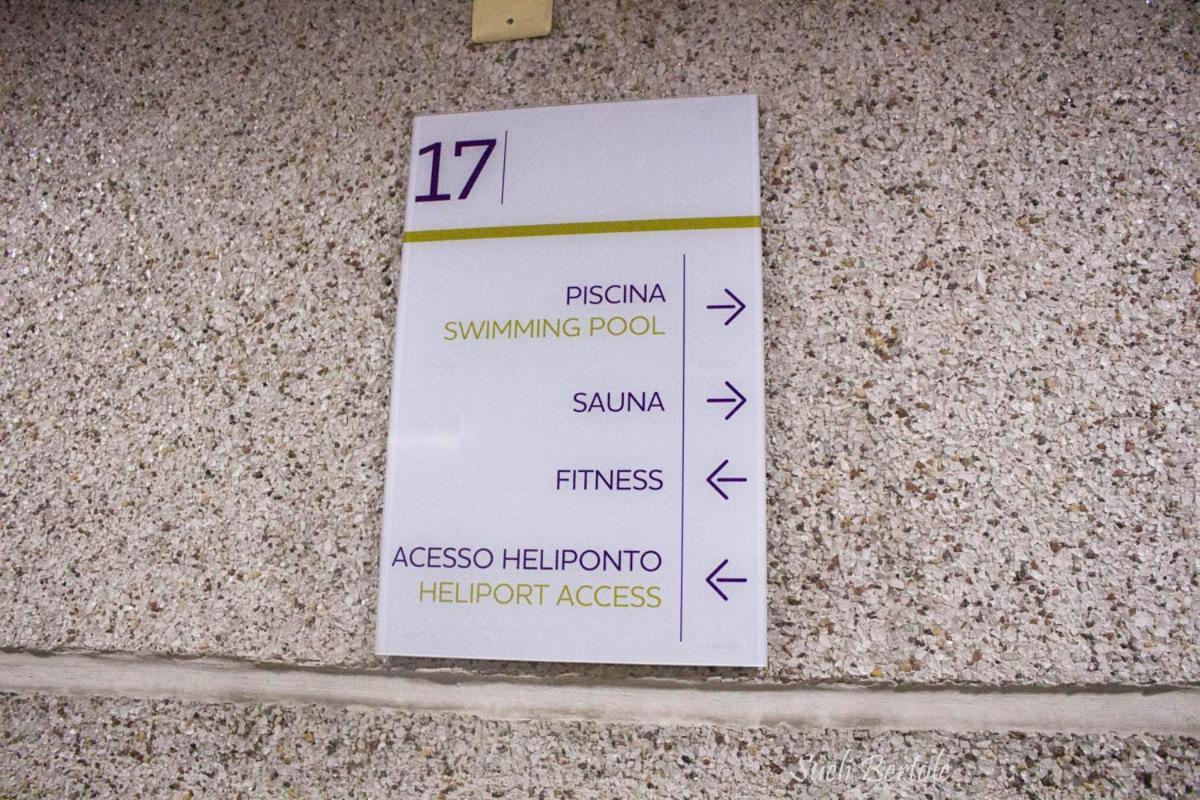 17
PISCINA →
SWIMMING POOL
SAUNA →
FITNESS ←
ACESSO HELIPONTO ←
HELIPORT ACCESS
Sueli Bertole